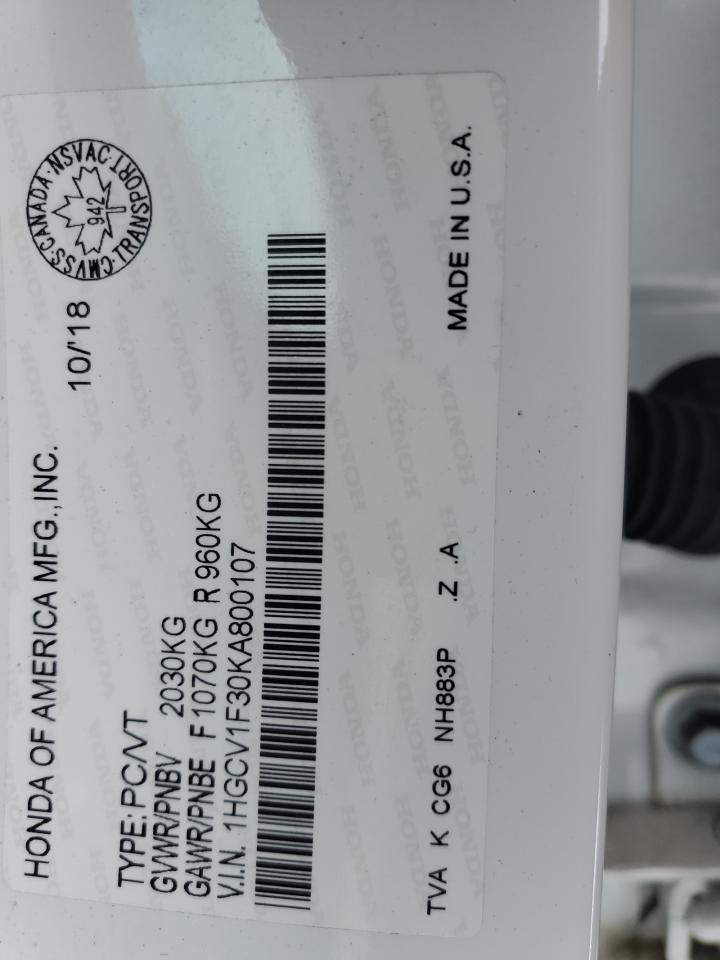 HONDA OF AMERICA MFG.,INC. 10/'18
CMVSS·CANADA·NSVAC·TRANSPORT·
942
TYPE:PC/VT
GVWR/PNBV 2030KG
GAWR/PNBE F 1070KG R 960KG
V.I.N. 1HGCV1F30KA800107
TVA K CG6 NH883P .Z .A MADE IN U.S.A.